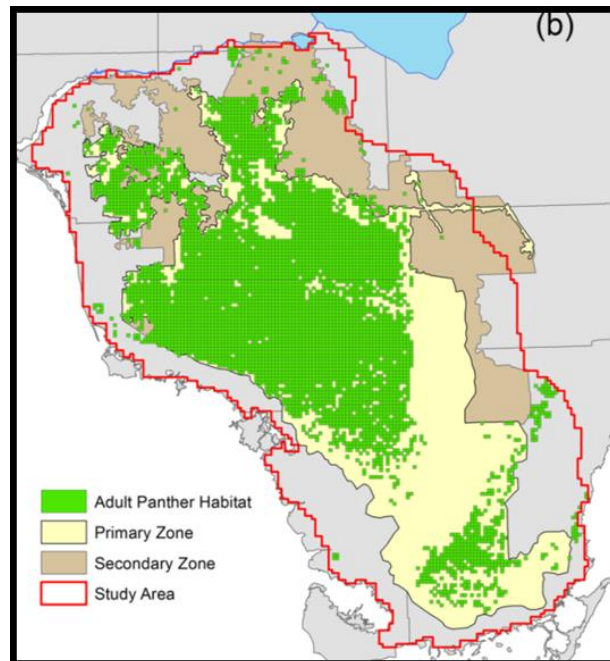 (b)
Adult Panther Habitat
Primary Zone
Secondary Zone
Study Area